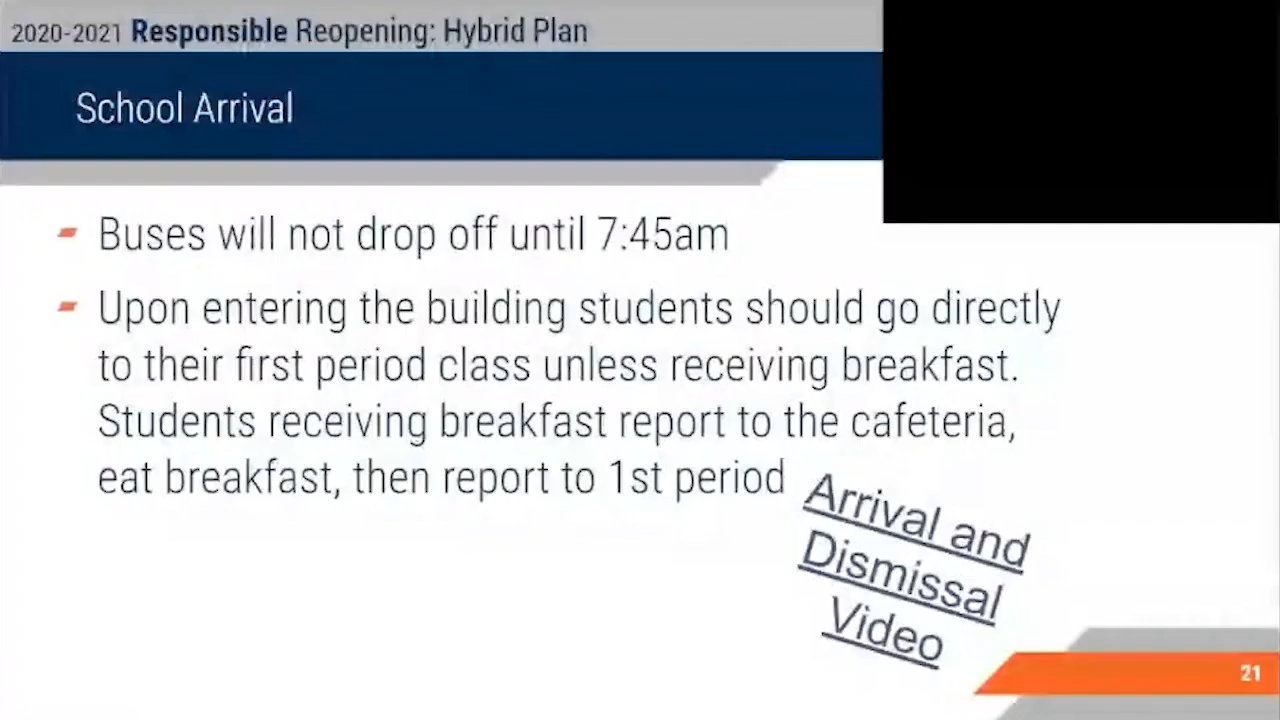 2020-2021 Responsible Reopening: Hybrid Plan
School Arrival
Buses will not drop off until 7:45am
Upon entering the building students should go directly
to their first period class unless receiving breakfast.
Students receiving breakfast report to the cafeteria,
eat breakfast, then report to 1st period
Arrival and
Dismissal
Video
21